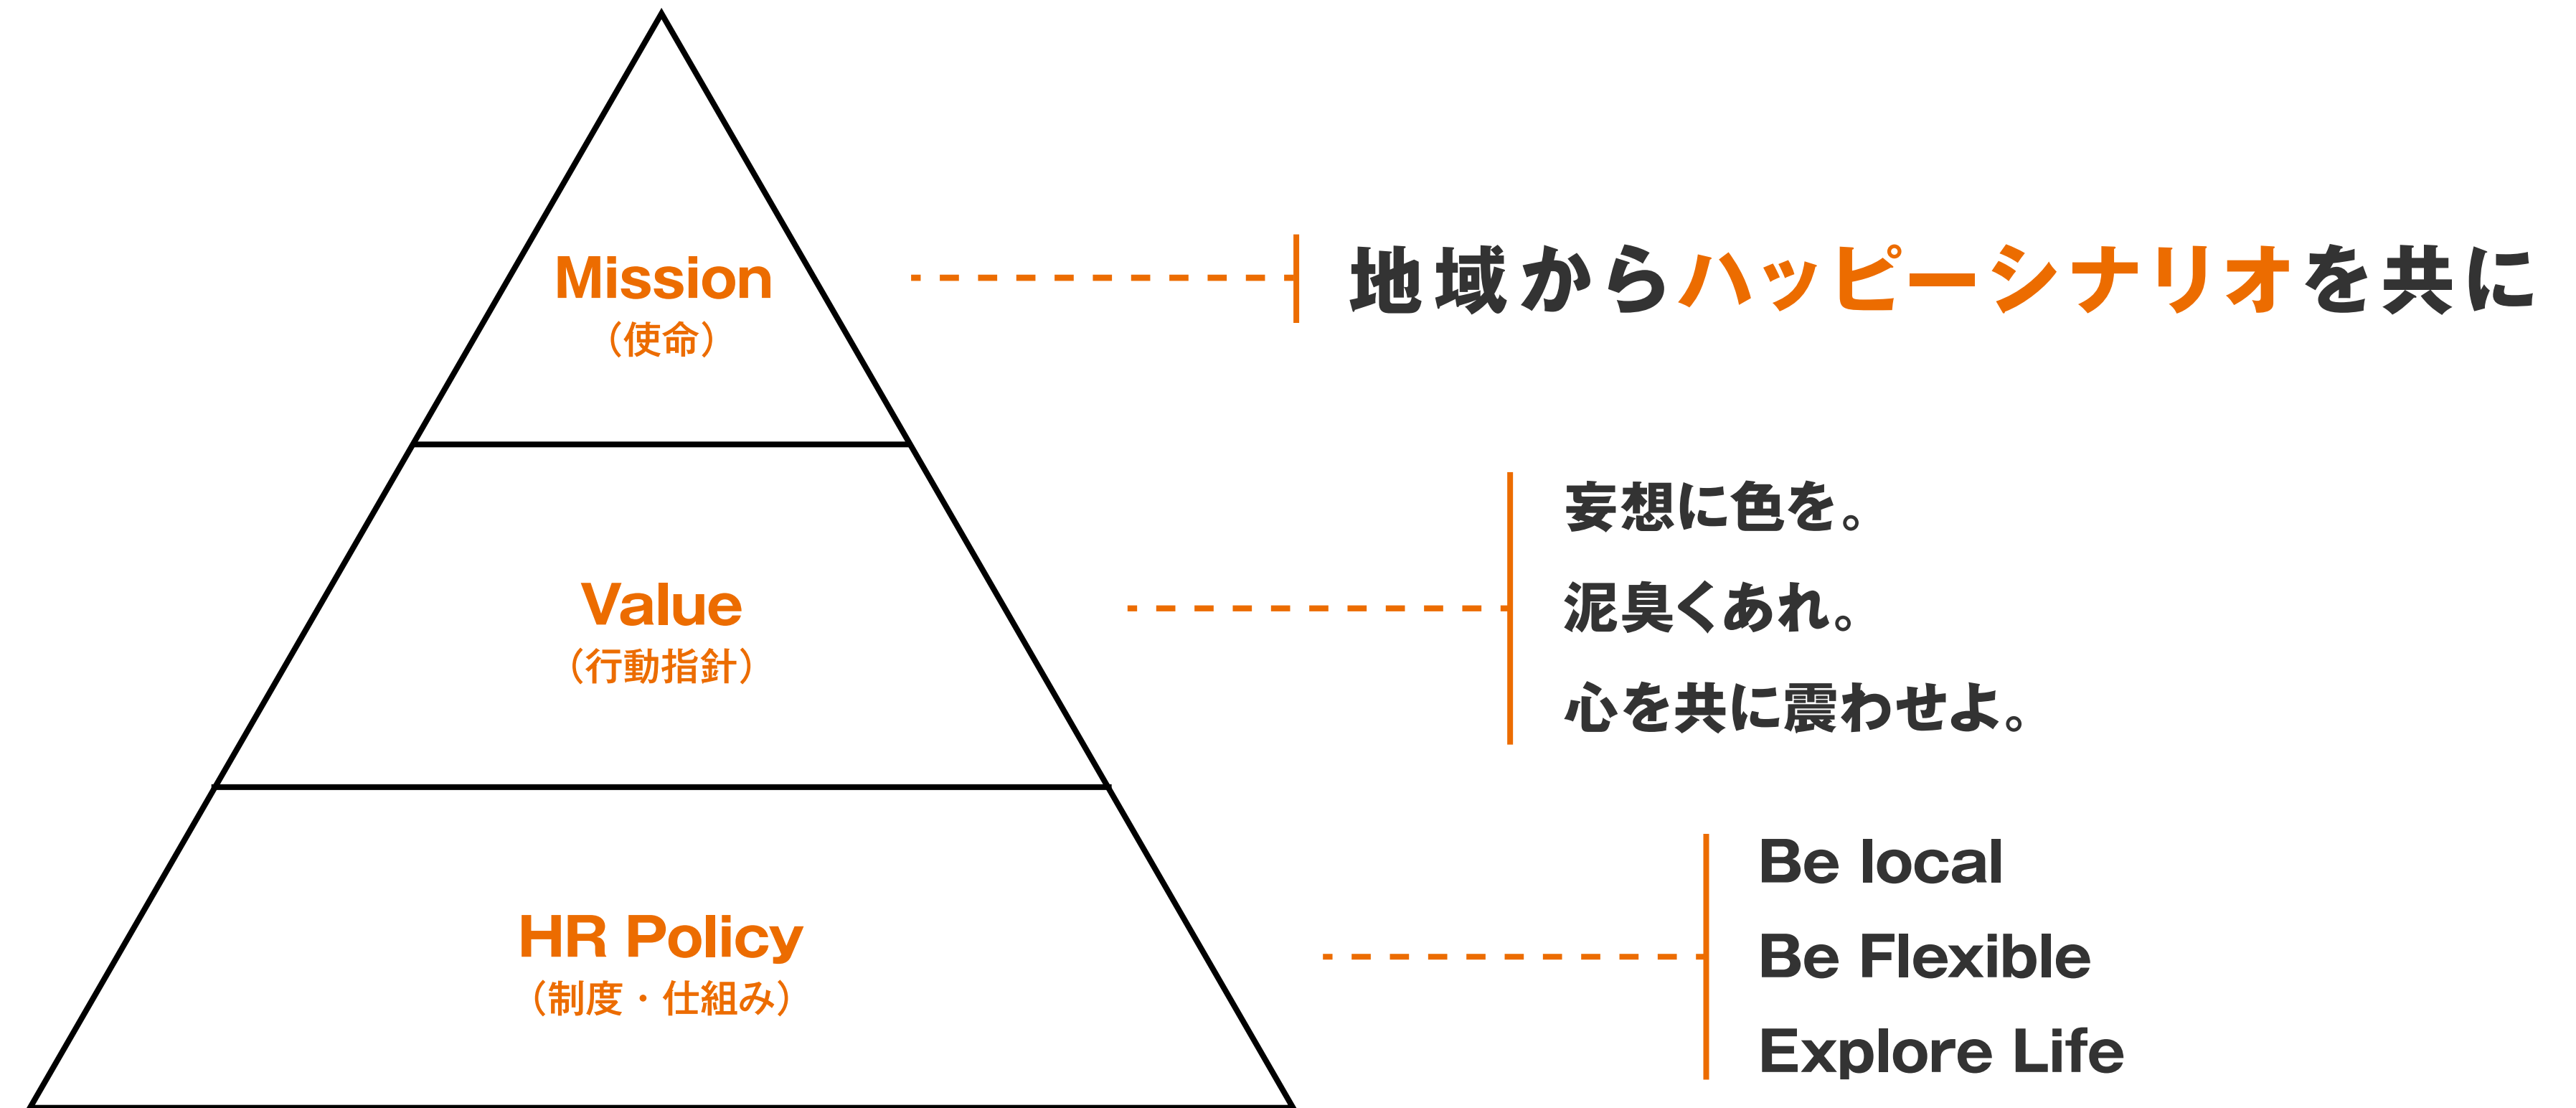 Mission
（使命）
地域からハッピーシナリオを共に
Value
（行動指針）
妄想に色を。
泥臭くあれ。
心を共に震わせよ。
HR Policy
（制度・仕組み）
Be local
Be Flexible
Explore Life